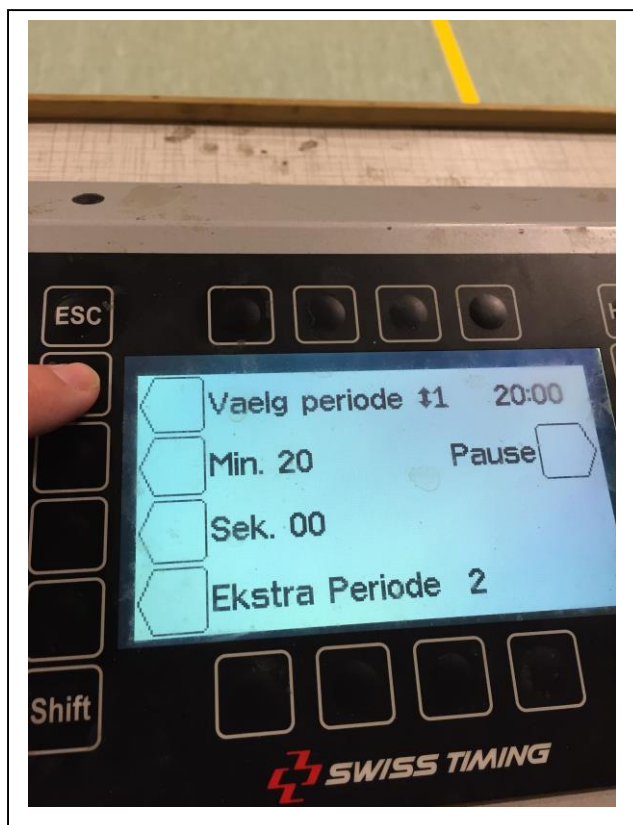 ESC
H
Vaelg periode ↕1 20:00
Min. 20 Pause
Sek. 00
Ekstra Periode 2
Shift
SWISS TIMING